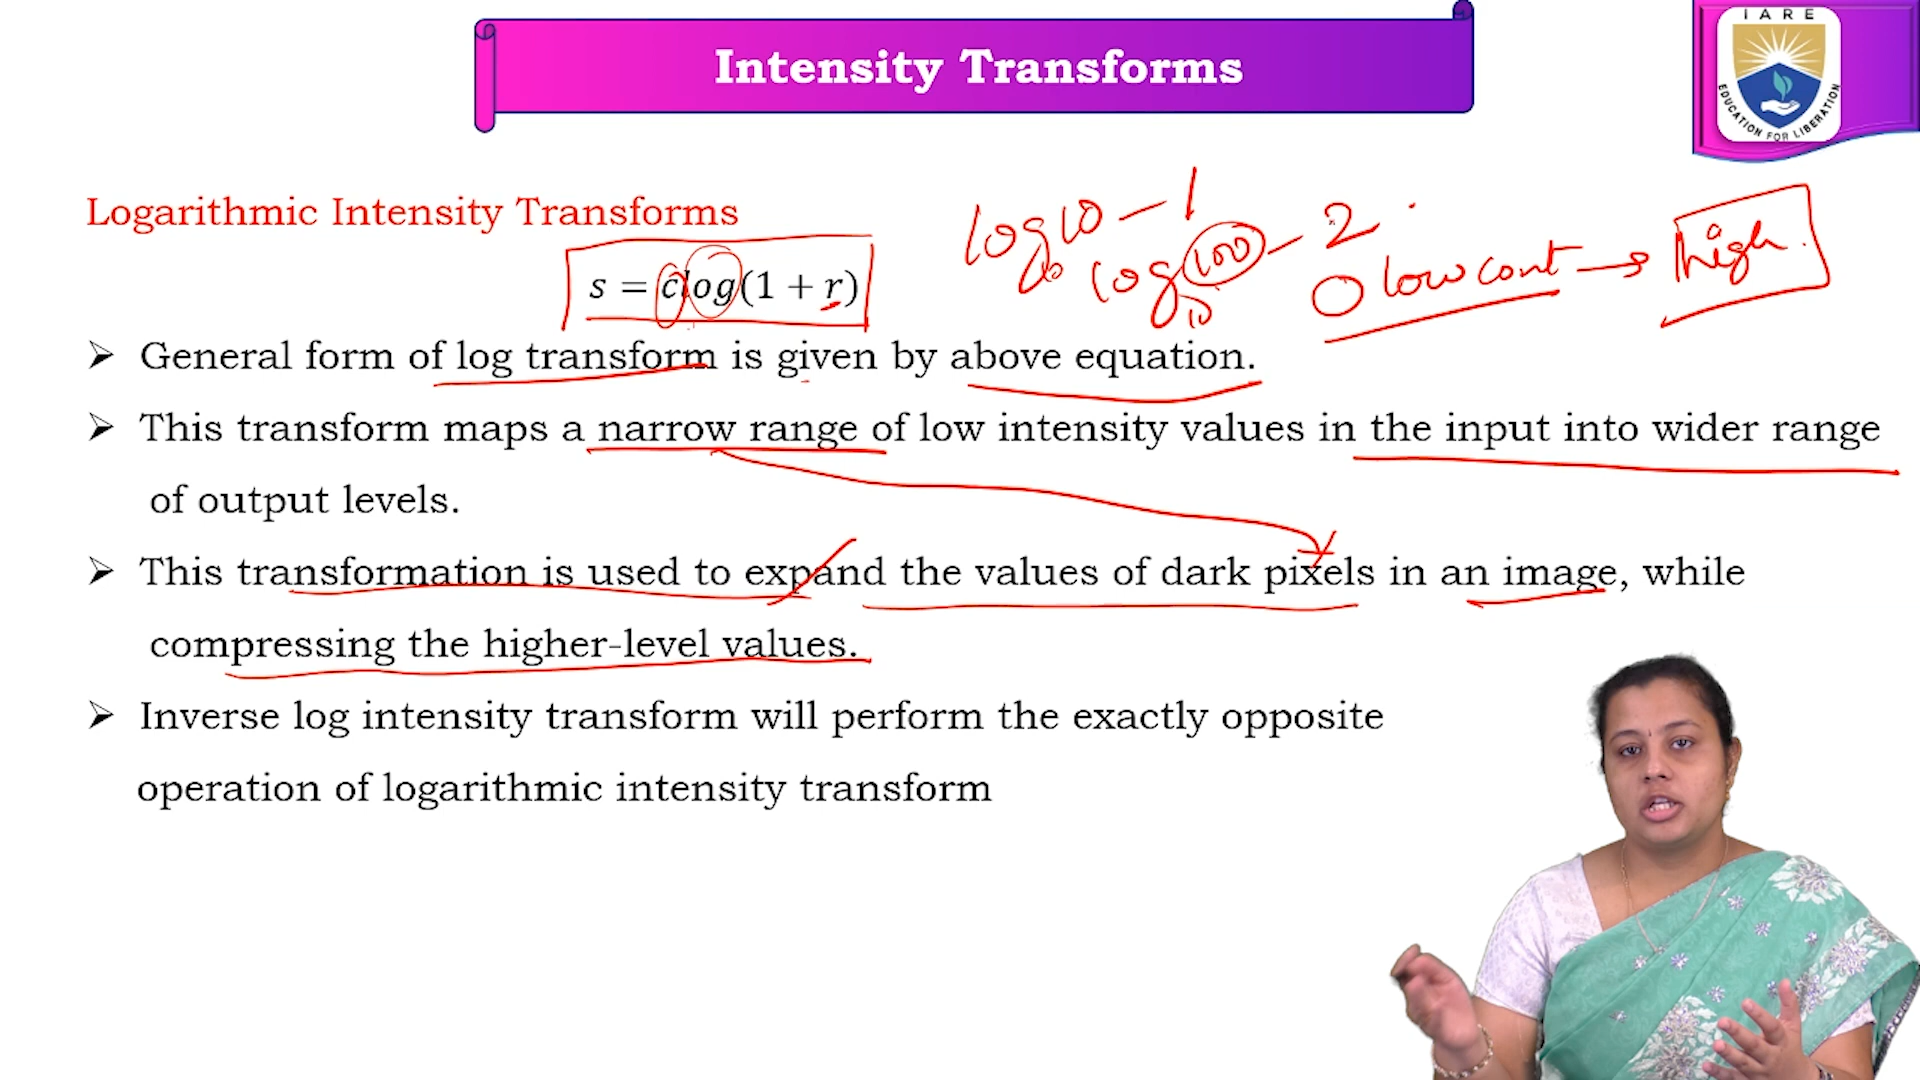 Intensity Transforms
IARE
EDUCATION FOR LIBERATION
Logarithmic Intensity Transforms
log₁₀10 – 1
log₁₀100 – 2
low cont → high
s = clog(1 + r)
➢ General form of log transform is given by above equation.
➢ This transform maps a narrow range of low intensity values in the input into wider range
of output levels.
➢ This transformation is used to expand the values of dark pixels in an image, while
compressing the higher-level values.
➢ Inverse log intensity transform will perform the exactly opposite
operation of logarithmic intensity transform